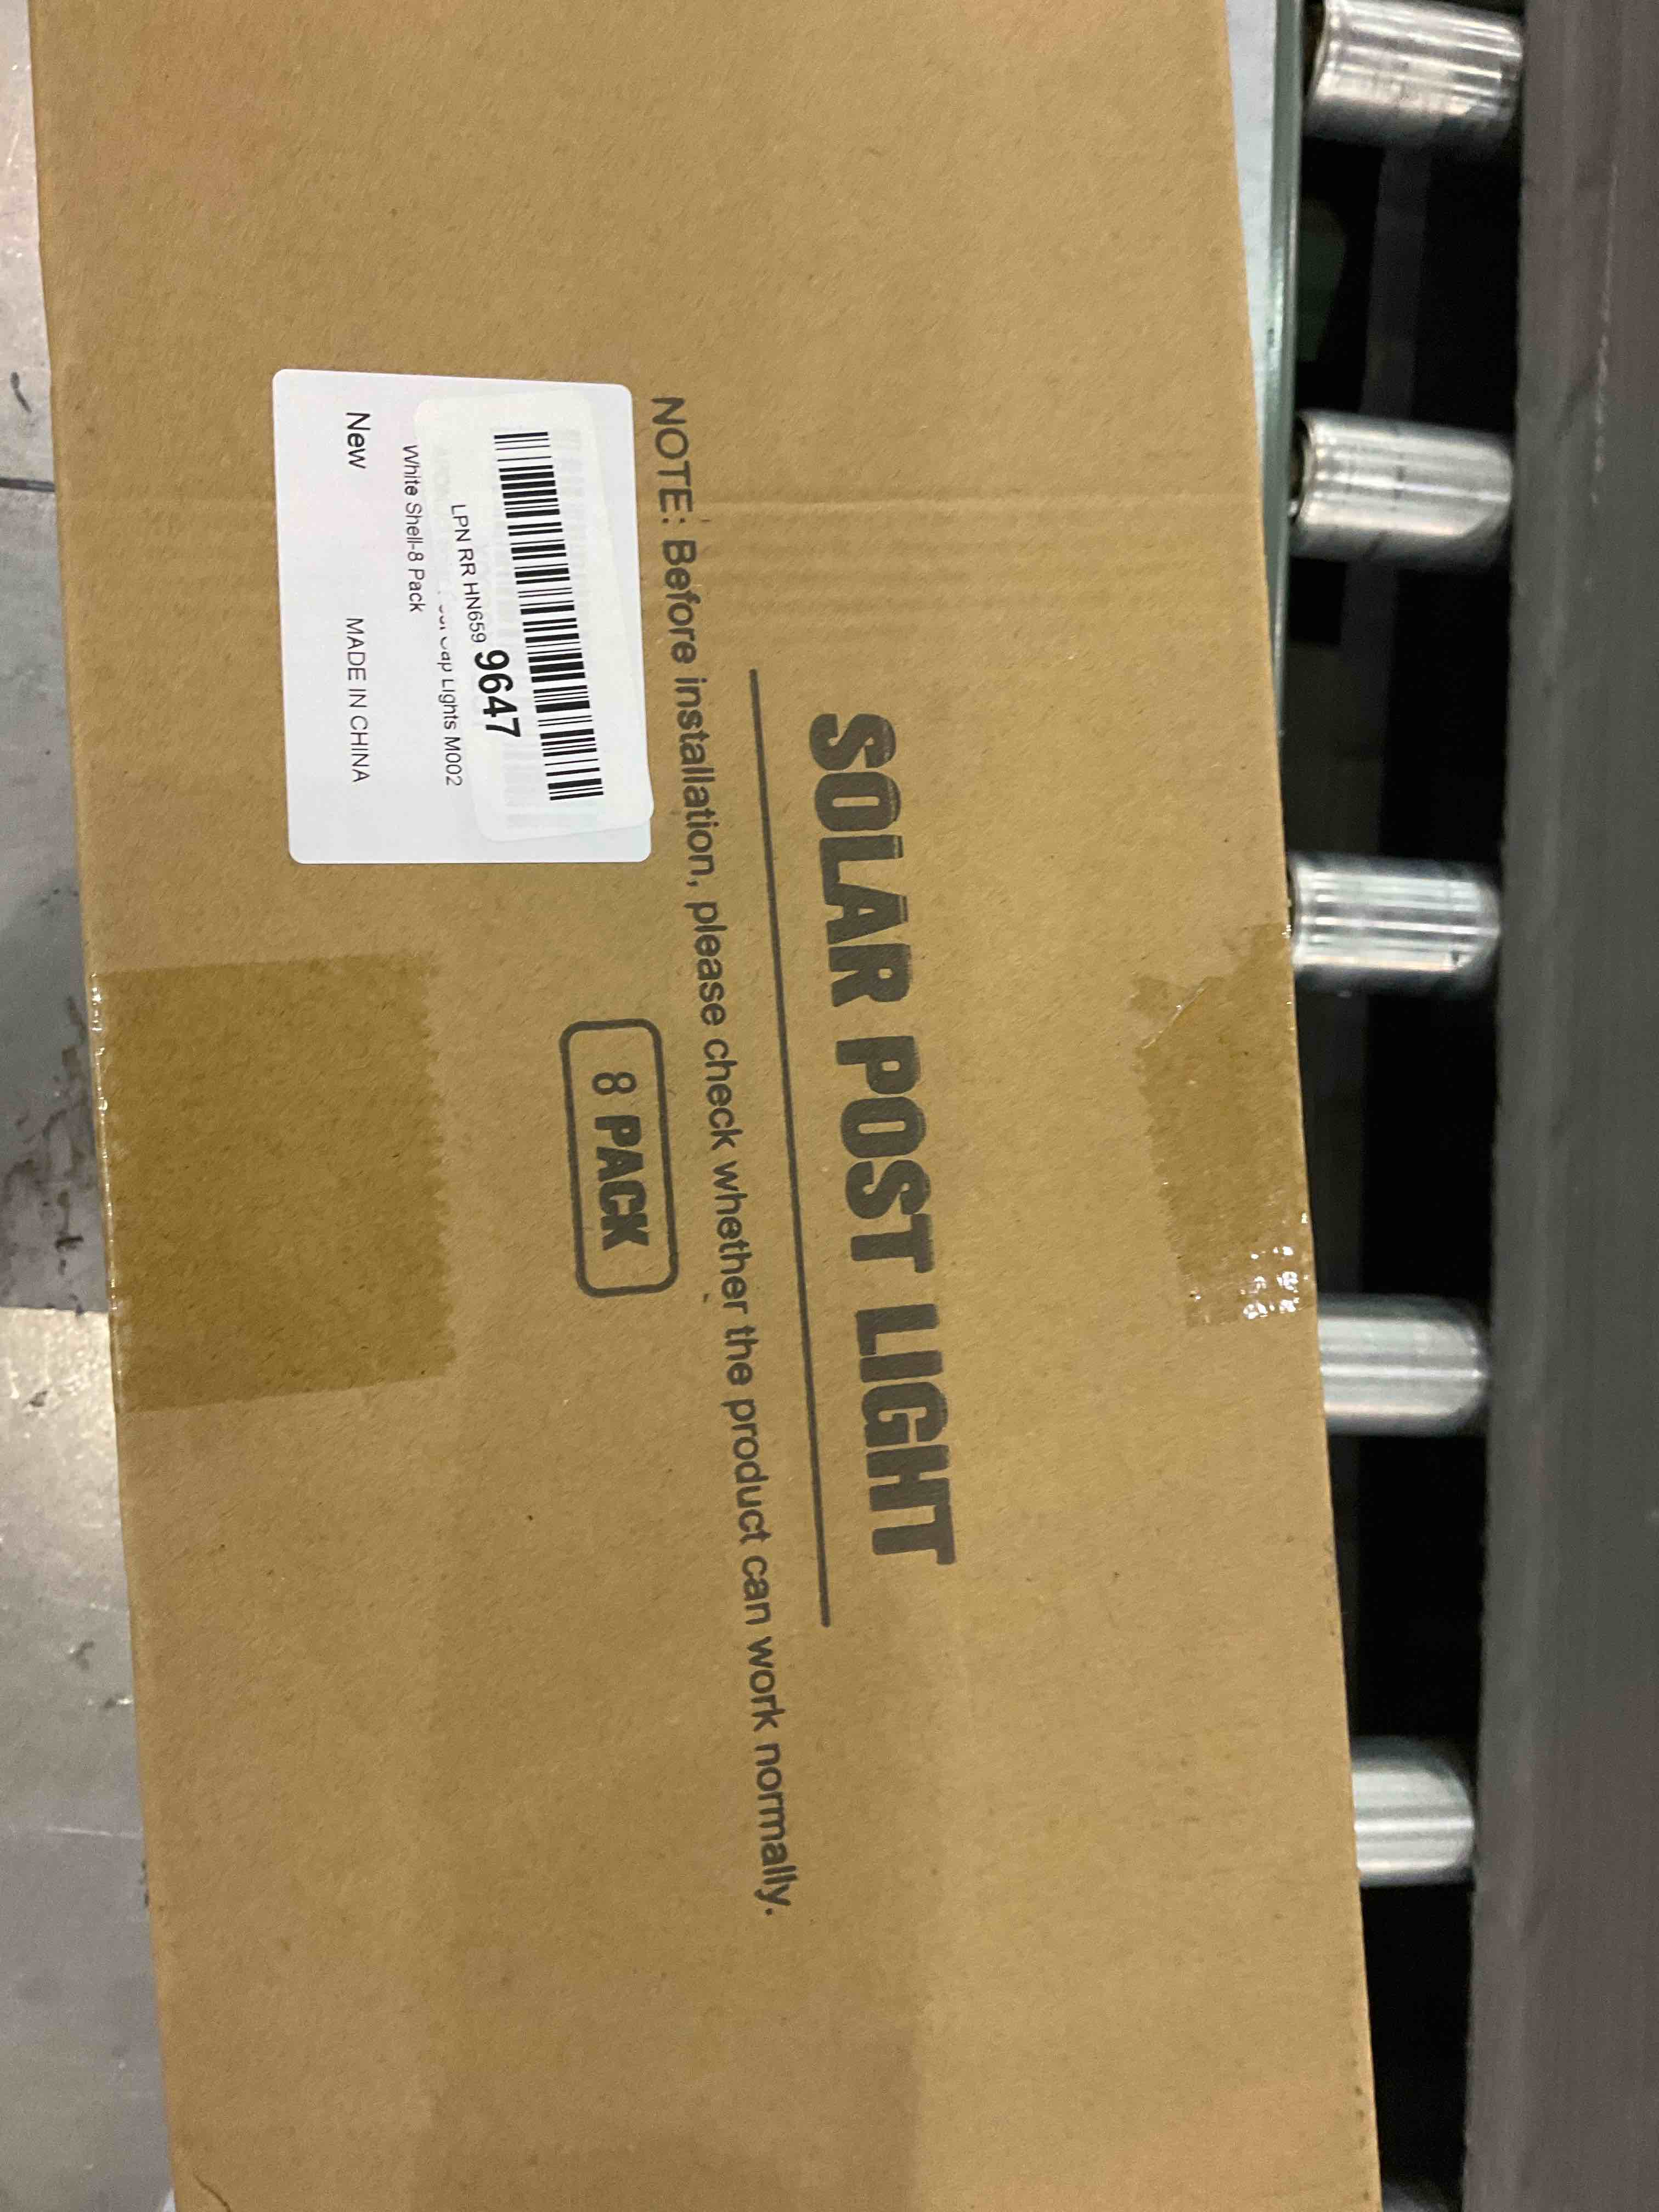 SOLAR POST LIGHT
NOTE: Before installation, please check whether the product can work normally.
8 PACK
LPN RR HN659 9647
Cap Lights M002
White Shell-8 Pack
New MADE IN CHINA